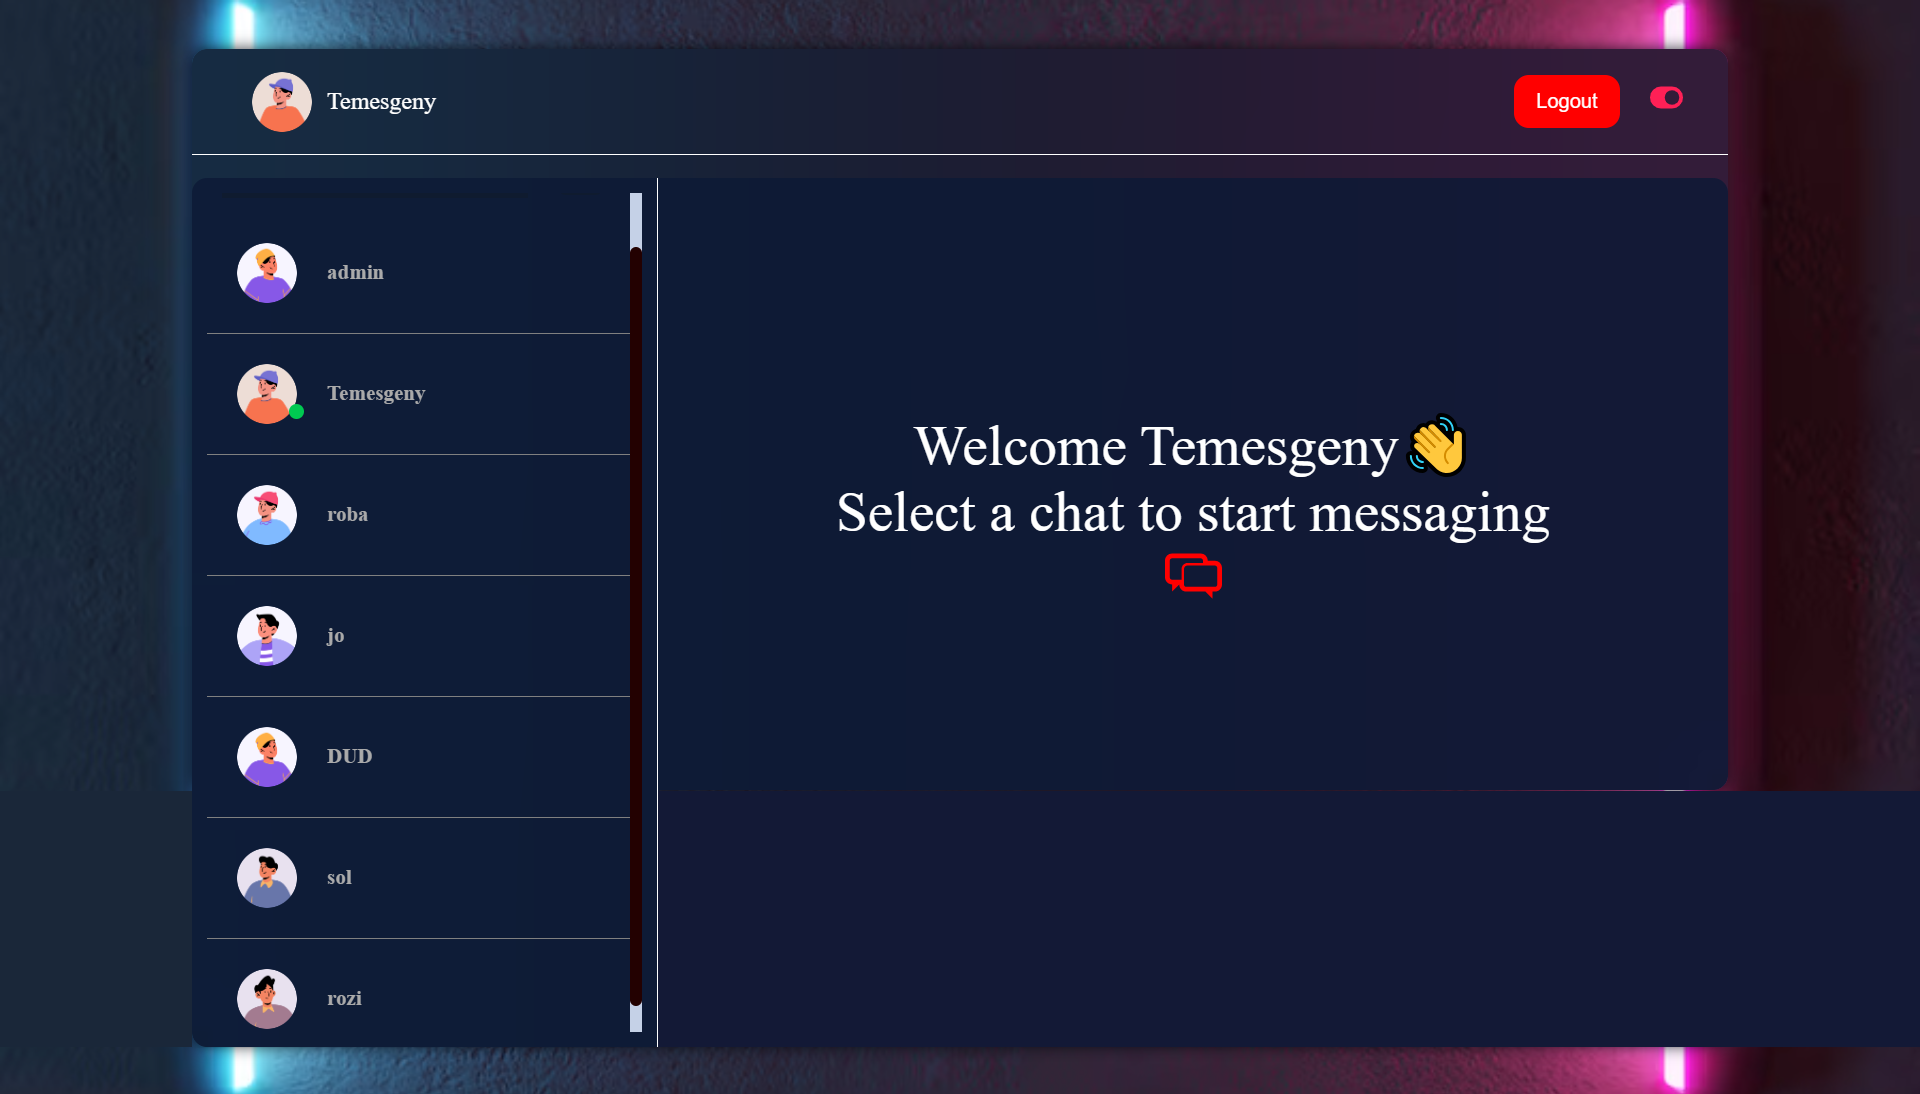 Temesgeny
Logout
admin
Temesgeny
roba
jo
DUD
sol
rozi
Welcome Temesgeny 👋
Select a chat to start messaging